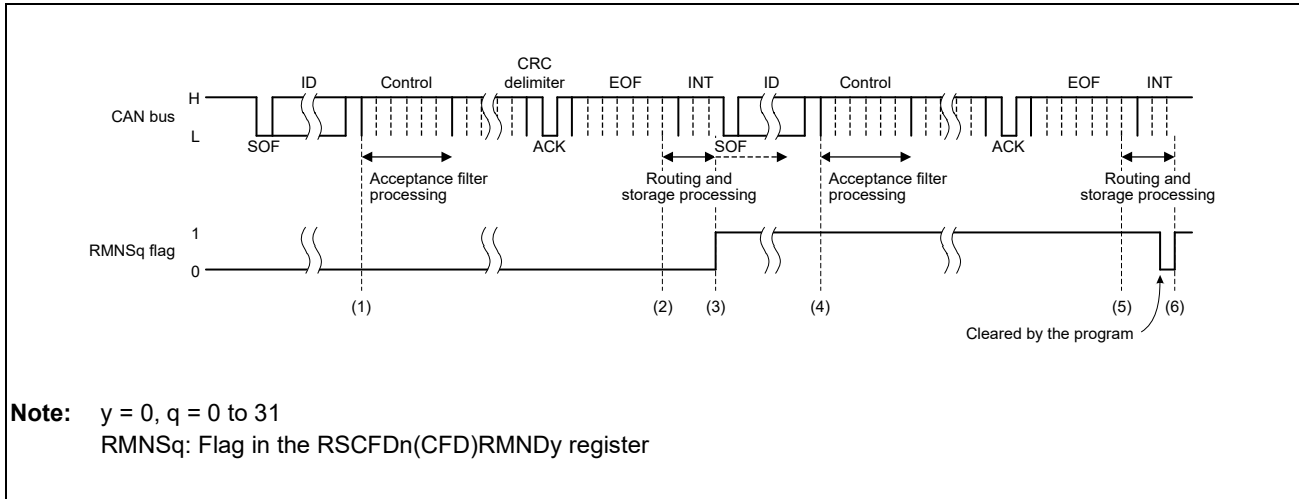 CRC
ID Control delimiter EOF INT ID Control EOF INT
H
CAN bus
L
SOF ACK SOF ACK
Acceptance filter processing
Routing and storage processing
Acceptance filter processing
Routing and storage processing
1
RMNSq flag
0
(1) (2) (3) (4) (5) (6)
Cleared by the program
Note: y = 0, q = 0 to 31
RMNSq: Flag in the RSCFDn(CFD)RMNDy register